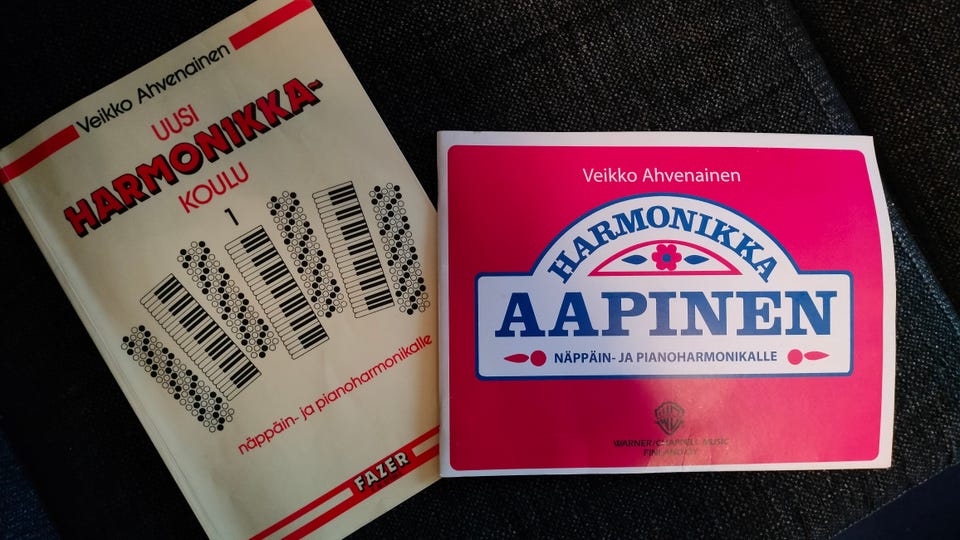 Veikko Ahvenainen
UUSI
HARMONIKKA-
KOULU
1
näppäin- ja pianoharmonikalle
FAZER
Veikko Ahvenainen
HARMONIKKA
AAPINEN
NÄPPÄIN- JA PIANOHARMONIKALLE
WARNER/CHAPPELL MUSIC
FINLAND OY